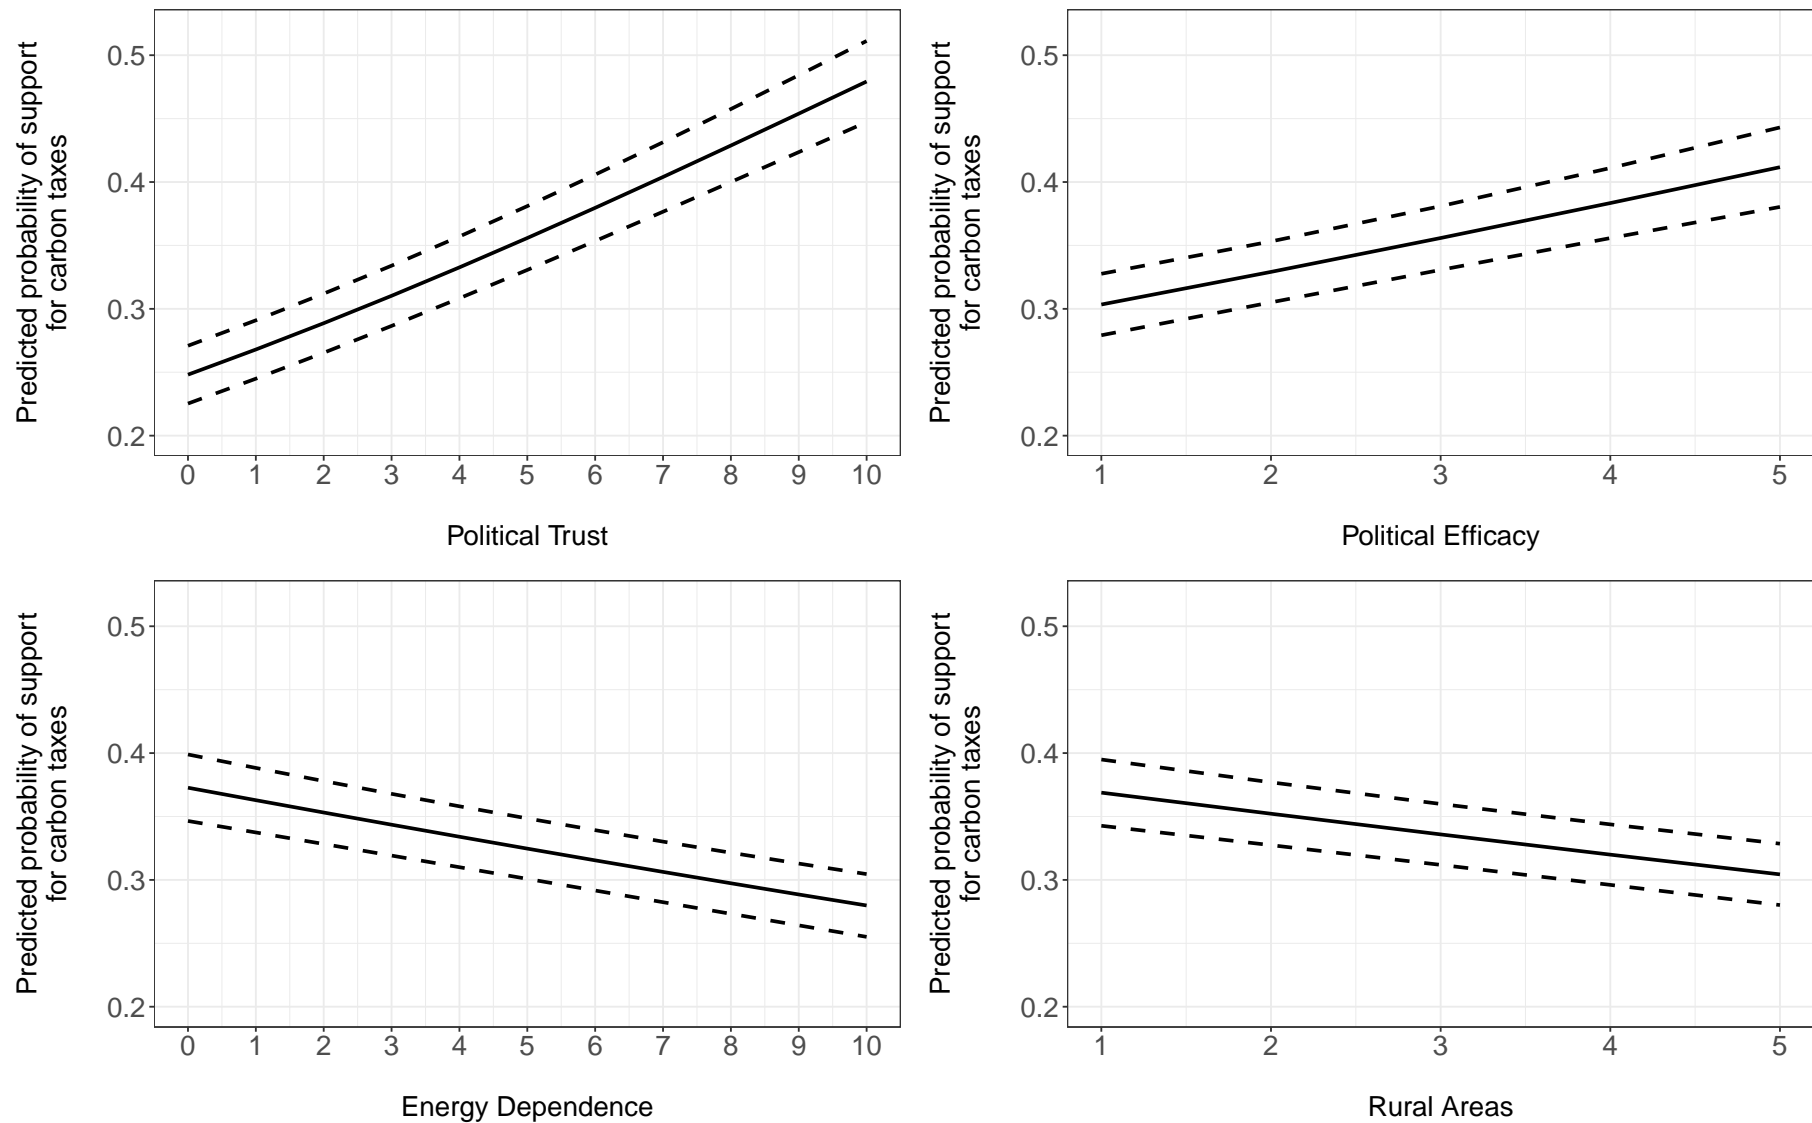 Predicted probability of support
for carbon taxes
0.5
0.4
0.3
0.2
0 1 2 3 4 5 6 7 8 9 10
Political Trust
Predicted probability of support
for carbon taxes
0.5
0.4
0.3
0.2
1 2 3 4 5
Political Efficacy
Predicted probability of support
for carbon taxes
0.5
0.4
0.3
0.2
0 1 2 3 4 5 6 7 8 9 10
Energy Dependence
Predicted probability of support
for carbon taxes
0.5
0.4
0.3
0.2
1 2 3 4 5
Rural Areas